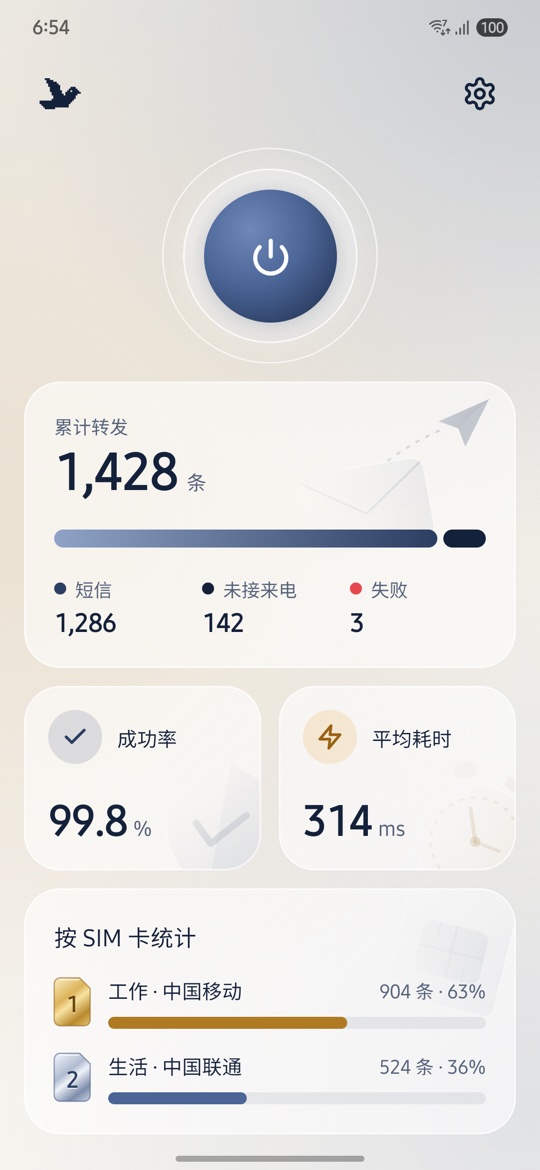 6:54
7
100
累计转发
1,428 条
短信
未接来电
失败
1,286
142
3
成功率
平均耗时
99.8 %
314 ms
按 SIM 卡统计
1
工作 · 中国移动
904 条 · 63%
2
生活 · 中国联通
524 条 · 36%